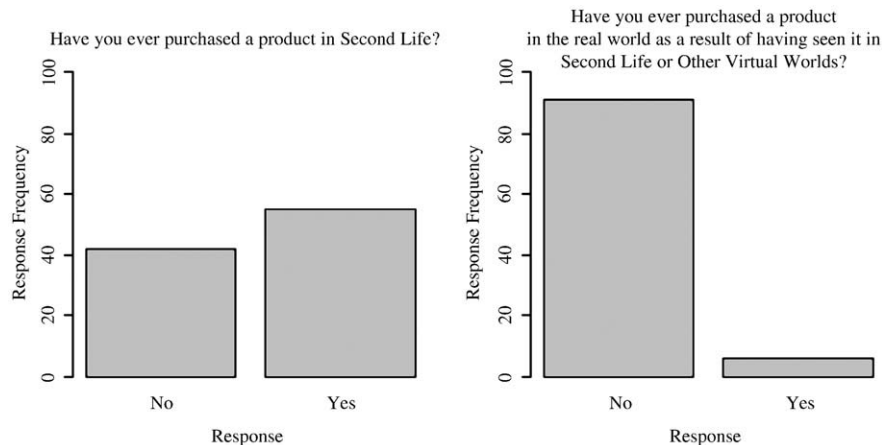 Have you ever purchased a product in Second Life?
100
80
60
40
20
0
Response Frequency
No
Yes
Response
Have you ever purchased a product
in the real world as a result of having seen it in
Second Life or Other Virtual Worlds?
100
80
60
40
20
0
Response Frequency
No
Yes
Response